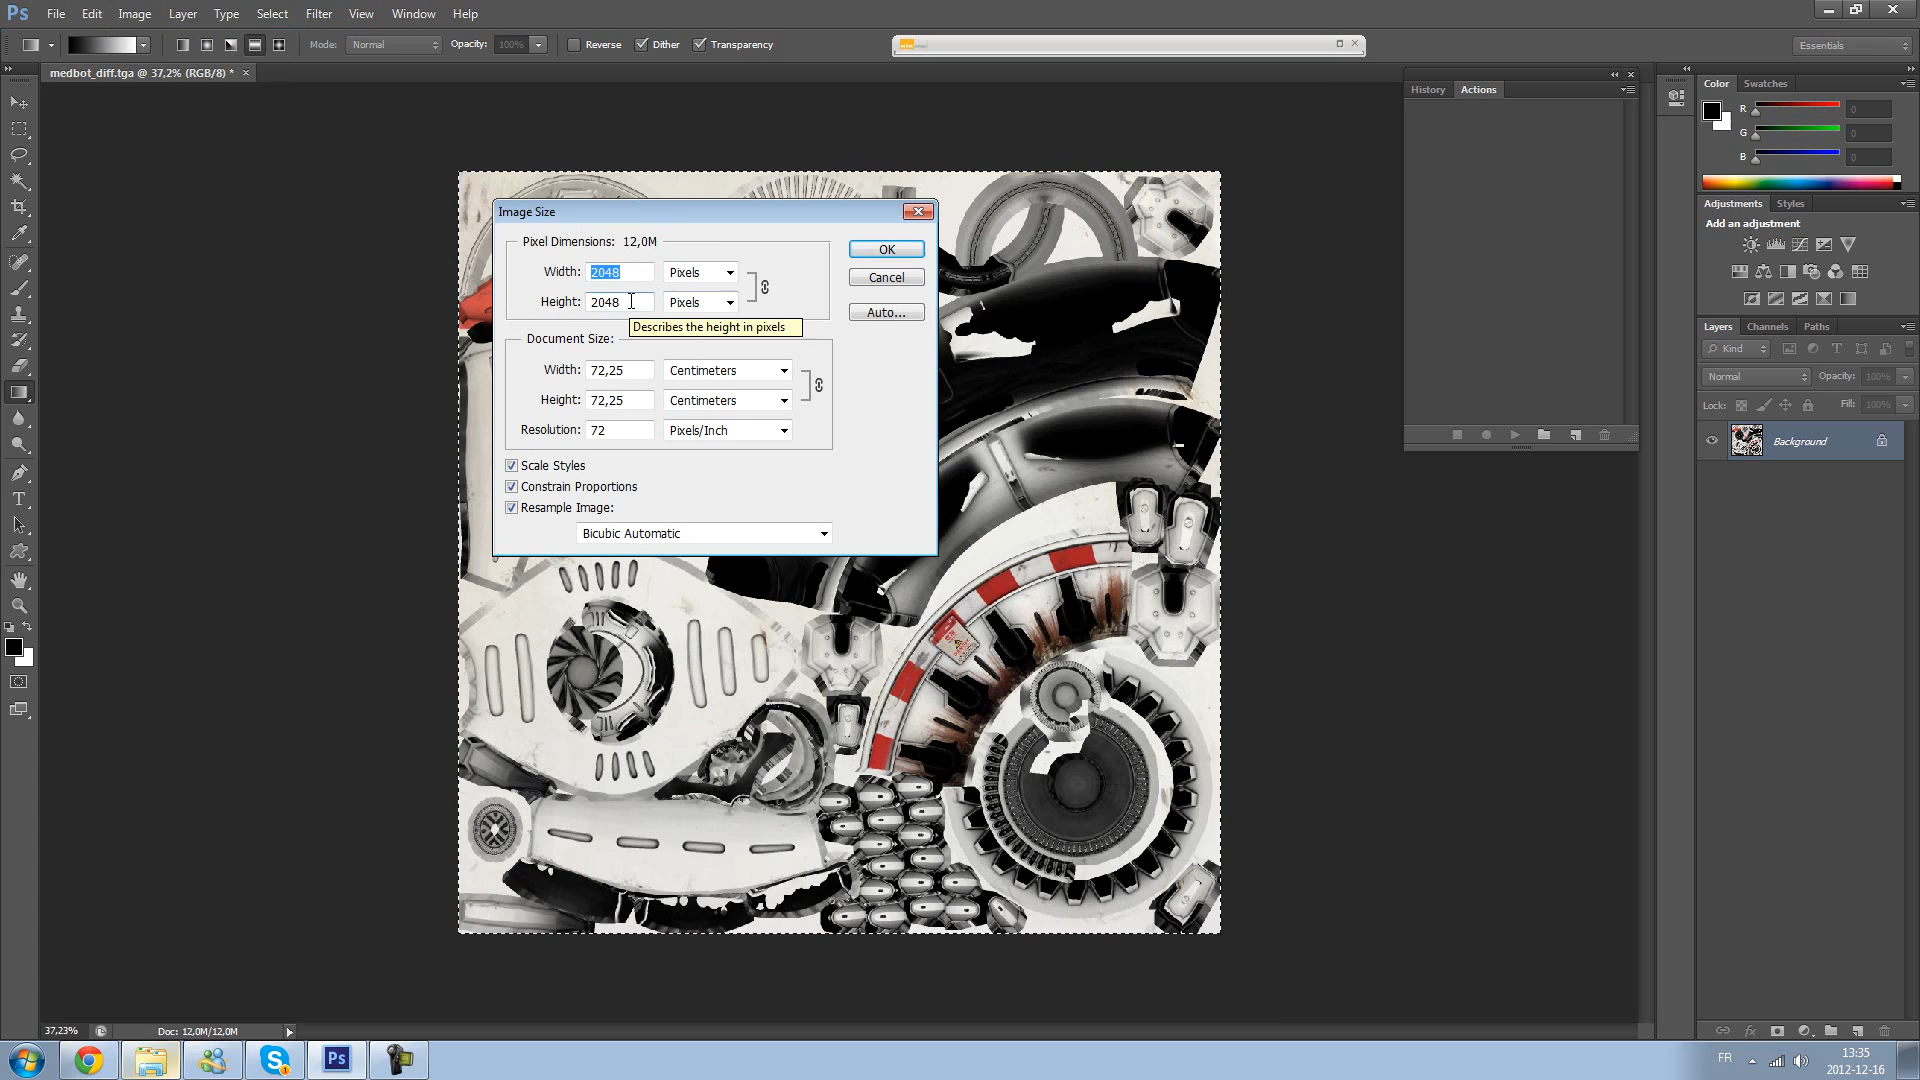 Ps File Edit Image Layer Type Select Filter View Window Help
Mode: Normal Opacity: 100% Reverse Dither Transparency Essentials
medbot_diff.tga @ 37,2% (RGB/8) * ×
History Actions
Color Swatches
R 0
G 0
B 0
Adjustments Styles
Add an adjustment
Layers Channels Paths
Kind
Normal Opacity: 100%
Lock: Fill: 100%
Background
Image Size
Pixel Dimensions: 12,0M
Width: 2048 Pixels
Height: 2048 Pixels
Describes the height in pixels
OK
Cancel
Auto...
Document Size:
Width: 72,25 Centimeters
Height: 72,25 Centimeters
Resolution: 72 Pixels/Inch
Scale Styles
Constrain Proportions
Resample Image:
Bicubic Automatic
37,23% Doc: 12,0M/12,0M
S 1 Ps
FR
13:35
2012-12-16